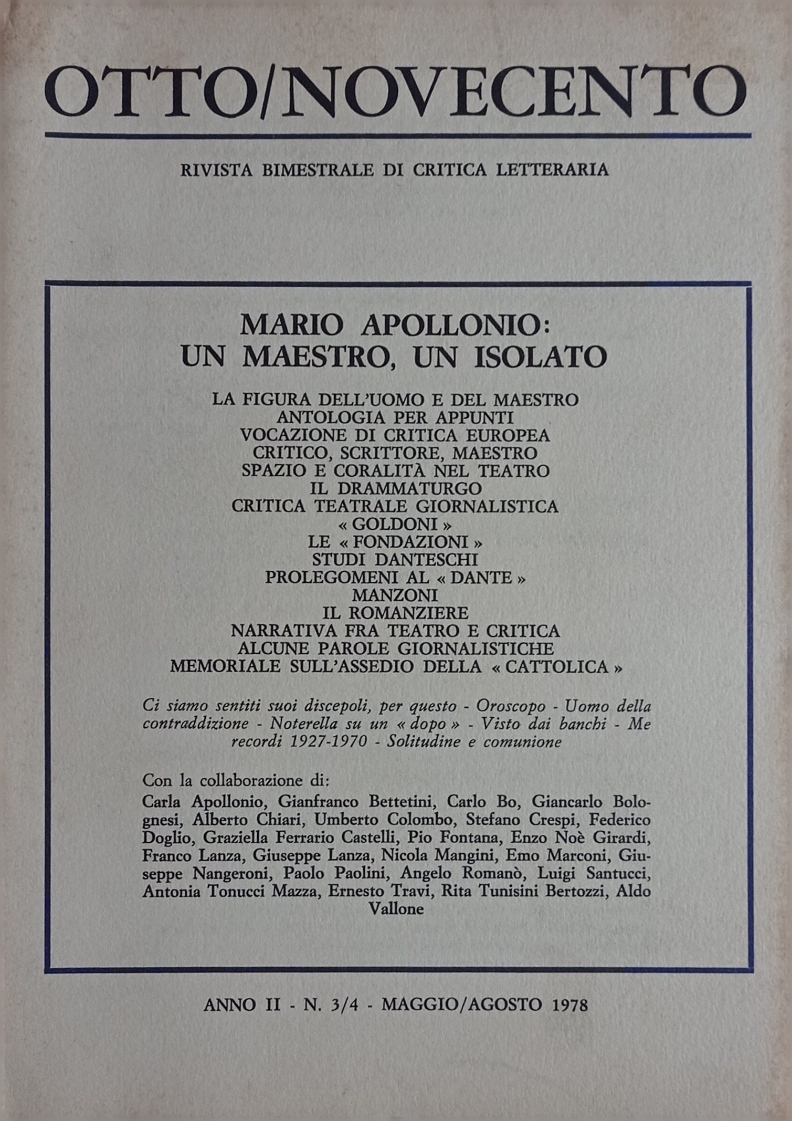 OTTO/NOVECENTO
RIVISTA BIMESTRALE DI CRITICA LETTERARIA
MARIO APOLLONIO:
UN MAESTRO, UN ISOLATO
LA FIGURA DELL'UOMO E DEL MAESTRO
ANTOLOGIA PER APPUNTI
VOCAZIONE DI CRITICA EUROPEA
CRITICO, SCRITTORE, MAESTRO
SPAZIO E CORALITÀ NEL TEATRO
IL DRAMMATURGO
CRITICA TEATRALE GIORNALISTICA
« GOLDONI »
LE « FONDAZIONI »
STUDI DANTESCHI
PROLEGOMENI AL « DANTE »
MANZONI
IL ROMANZIERE
NARRATIVA FRA TEATRO E CRITICA
ALCUNE PAROLE GIORNALISTICHE
MEMORIALE SULL'ASSEDIO DELLA « CATTOLICA »
Ci siamo sentiti suoi discepoli, per questo - Oroscopo - Uomo della
contraddizione - Noterella su un « dopo » - Visto dai banchi - Me
recordi 1927-1970 - Solitudine e comunione
Con la collaborazione di:
Carla Apollonio, Gianfranco Bettetini, Carlo Bo, Giancarlo Bolo-
gnesi, Alberto Chiari, Umberto Colombo, Stefano Crespi, Federico
Doglio, Graziella Ferrario Castelli, Pio Fontana, Enzo Noè Girardi,
Franco Lanza, Giuseppe Lanza, Nicola Mangini, Emo Marconi, Giu-
seppe Nangeroni, Paolo Paolini, Angelo Romanò, Luigi Santucci,
Antonia Tonucci Mazza, Ernesto Travi, Rita Tunisini Bertozzi, Aldo
Vallone
ANNO II - N. 3/4 - MAGGIO/AGOSTO 1978